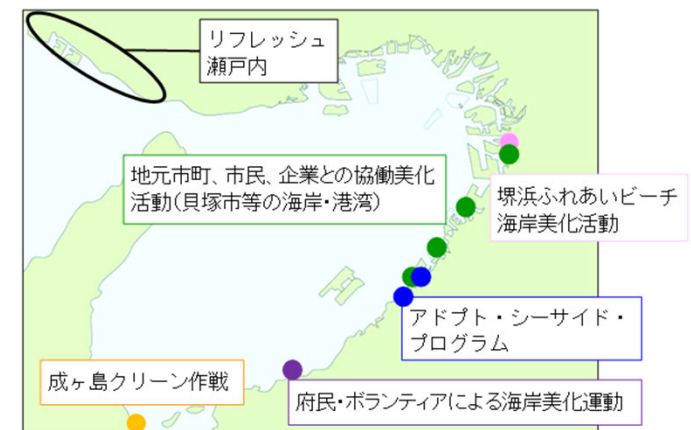 リフレッシュ
瀬戸内
地元市町、市民、企業との協働美化
活動(貝塚市等の海岸・港湾)
堺浜ふれあいビーチ
海岸美化活動
アドプト・シーサイド・
プログラム
成ヶ島クリーン作戦
府民・ボランティアによる海岸美化運動